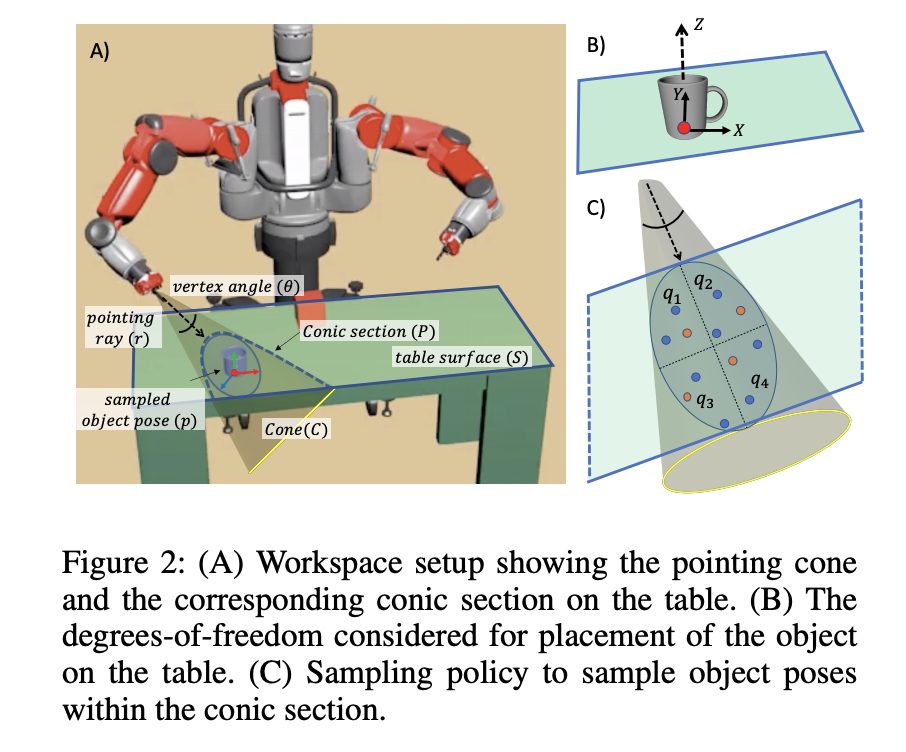 A)
vertex angle (θ)
pointing
ray (r)
Conic section (P)
table surface (S)
sampled
object pose (p)
Cone(C)
B)
Z
Y
X
C)
q₁
q₂
q₃
q₄
Figure 2: (A) Workspace setup showing the pointing cone
and the corresponding conic section on the table. (B) The
degrees-of-freedom considered for placement of the object
on the table. (C) Sampling policy to sample object poses
within the conic section.